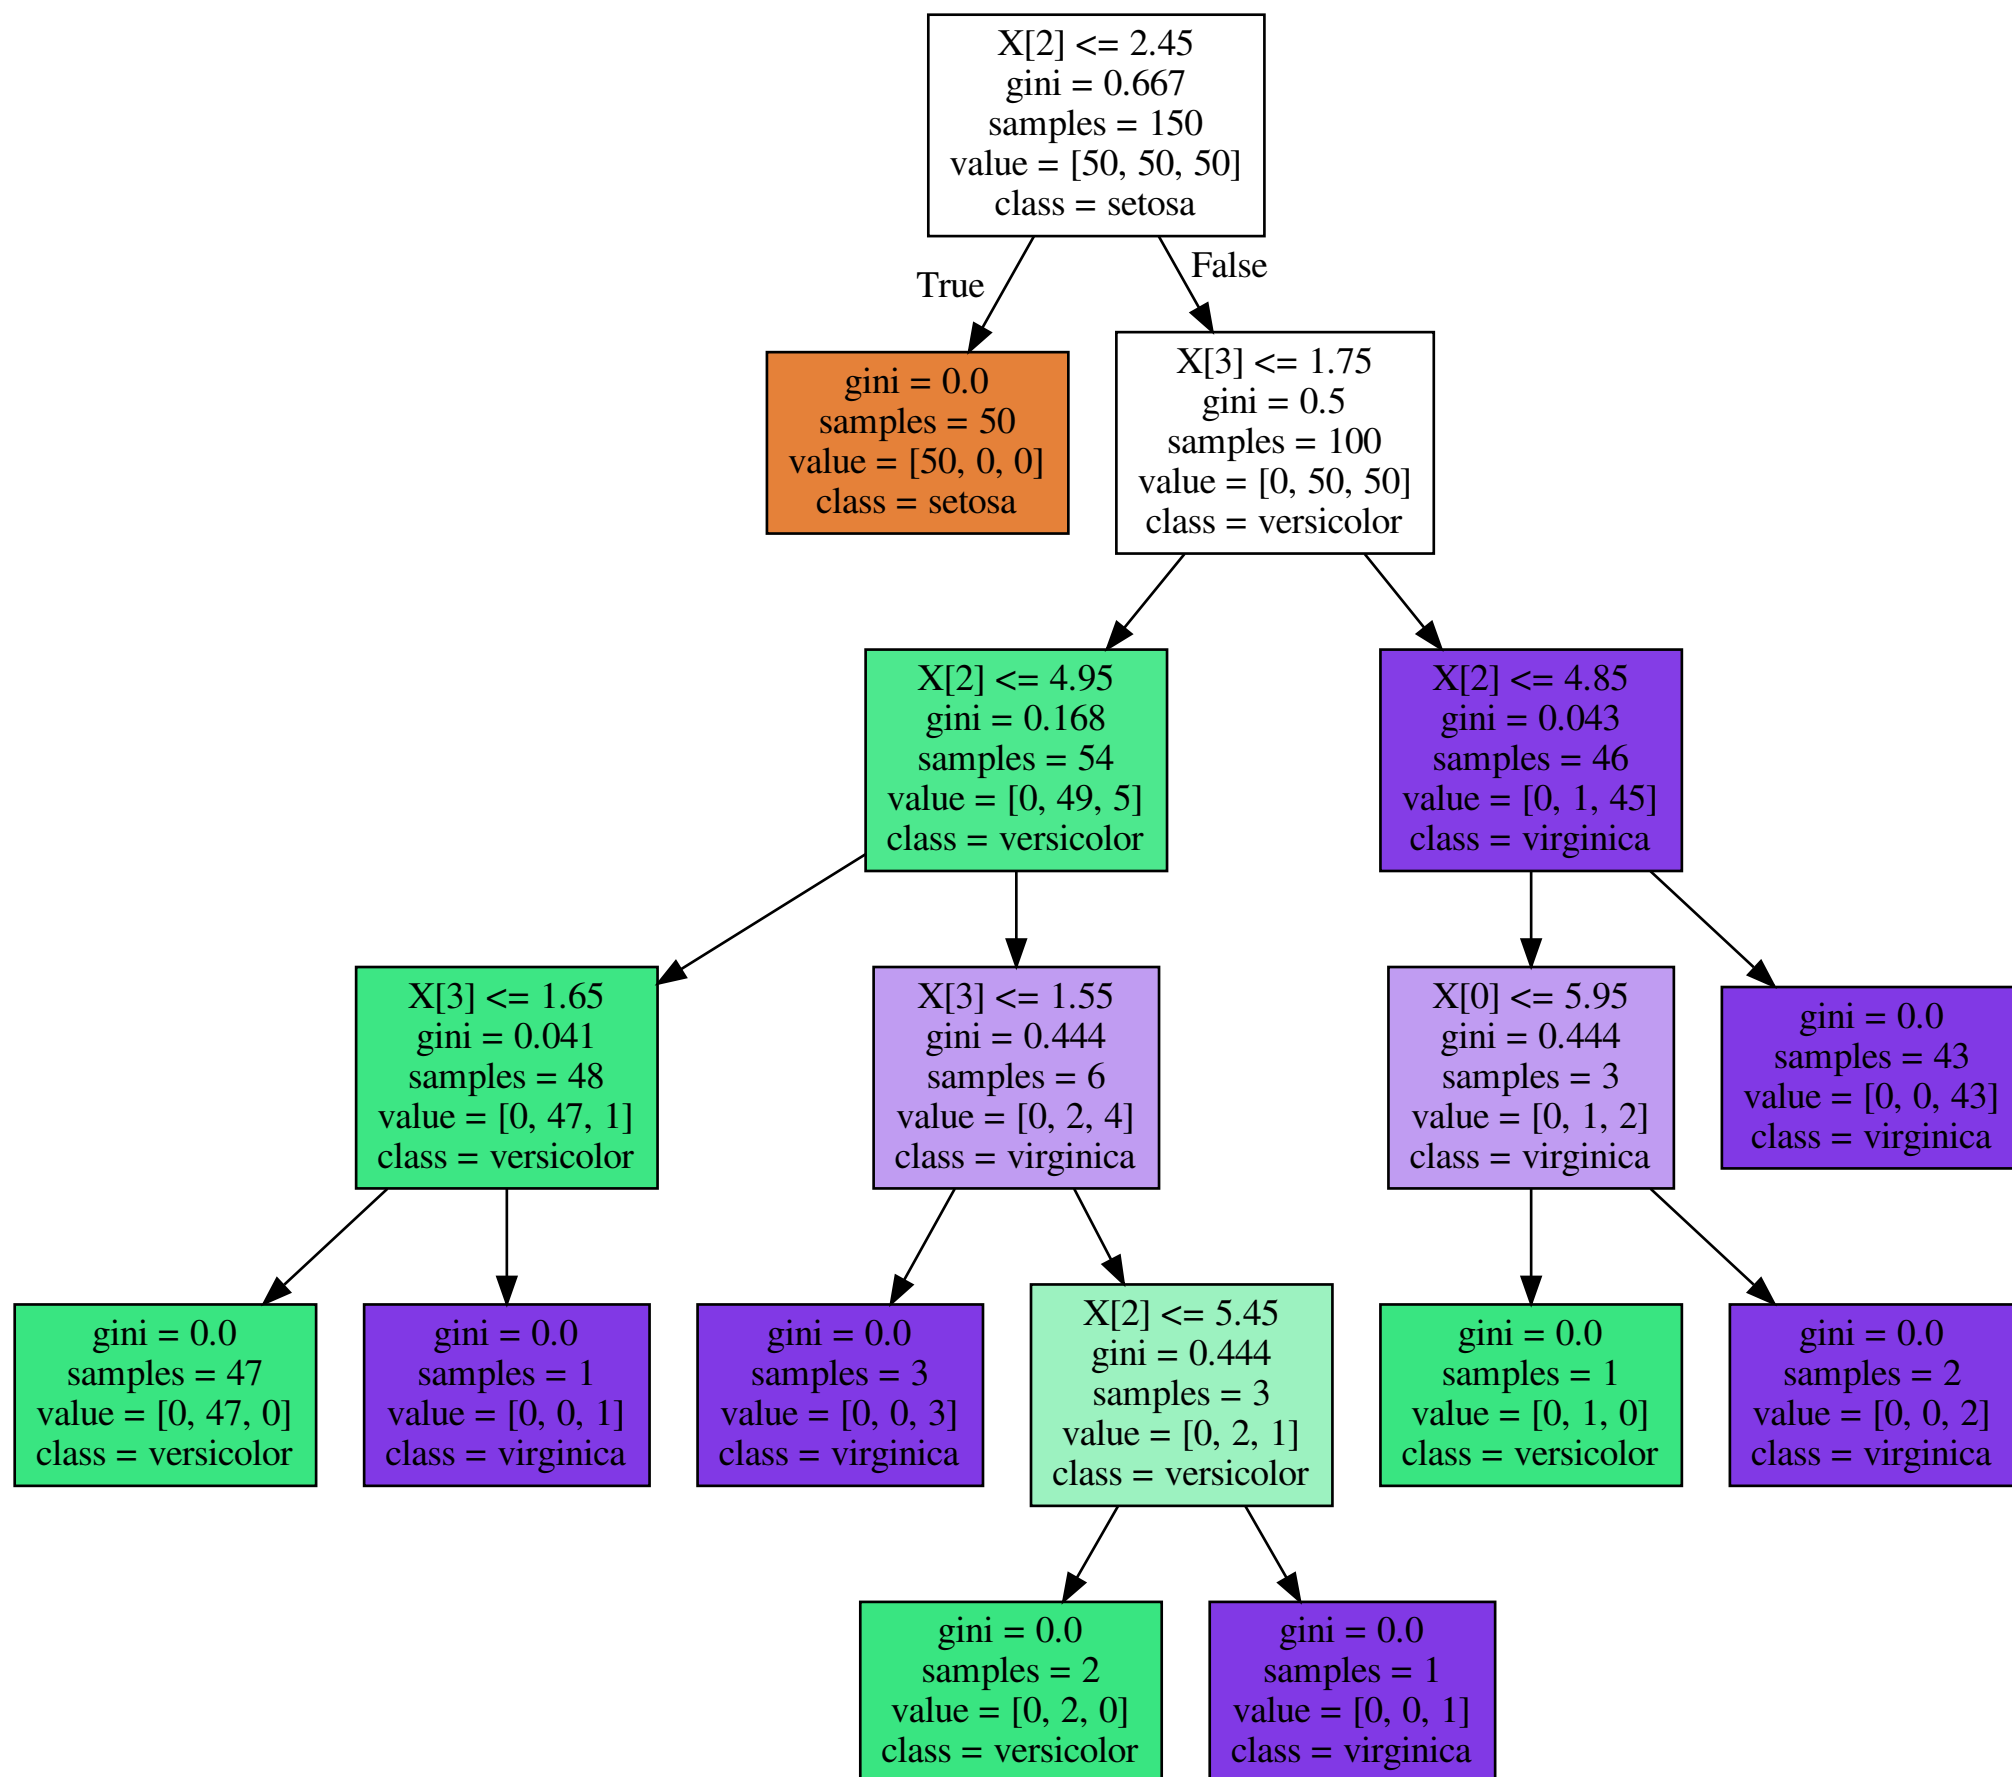 X[2] <= 2.45
gini = 0.667
samples = 150
value = [50, 50, 50]
class = setosa
True
False
gini = 0.0
samples = 50
value = [50, 0, 0]
class = setosa
X[3] <= 1.75
gini = 0.5
samples = 100
value = [0, 50, 50]
class = versicolor
X[2] <= 4.95
gini = 0.168
samples = 54
value = [0, 49, 5]
class = versicolor
X[2] <= 4.85
gini = 0.043
samples = 46
value = [0, 1, 45]
class = virginica
X[3] <= 1.65
gini = 0.041
samples = 48
value = [0, 47, 1]
class = versicolor
X[3] <= 1.55
gini = 0.444
samples = 6
value = [0, 2, 4]
class = virginica
X[0] <= 5.95
gini = 0.444
samples = 3
value = [0, 1, 2]
class = virginica
gini = 0.0
samples = 43
value = [0, 0, 43]
class = virginica
gini = 0.0
samples = 47
value = [0, 47, 0]
class = versicolor
gini = 0.0
samples = 1
value = [0, 0, 1]
class = virginica
gini = 0.0
samples = 3
value = [0, 0, 3]
class = virginica
X[2] <= 5.45
gini = 0.444
samples = 3
value = [0, 2, 1]
class = versicolor
gini = 0.0
samples = 1
value = [0, 1, 0]
class = versicolor
gini = 0.0
samples = 2
value = [0, 0, 2]
class = virginica
gini = 0.0
samples = 2
value = [0, 2, 0]
class = versicolor
gini = 0.0
samples = 1
value = [0, 0, 1]
class = virginica